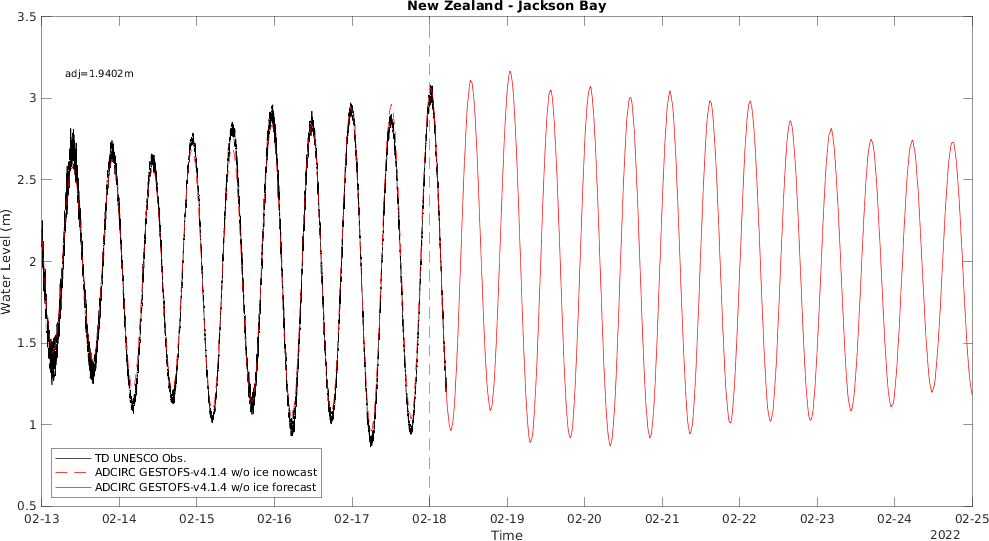 New Zealand - Jackson Bay
3.5
adj=1.9402m
3
2.5
2
Water Level (m)
1.5
1
TD UNESCO Obs.
ADCIRC GESTOFS-v4.1.4 w/o ice nowcast
ADCIRC GESTOFS-v4.1.4 w/o ice forecast
0.5
02-13 02-14 02-15 02-16 02-17 02-18 02-19 02-20 02-21 02-22 02-23 02-24 02-25
Time
2022